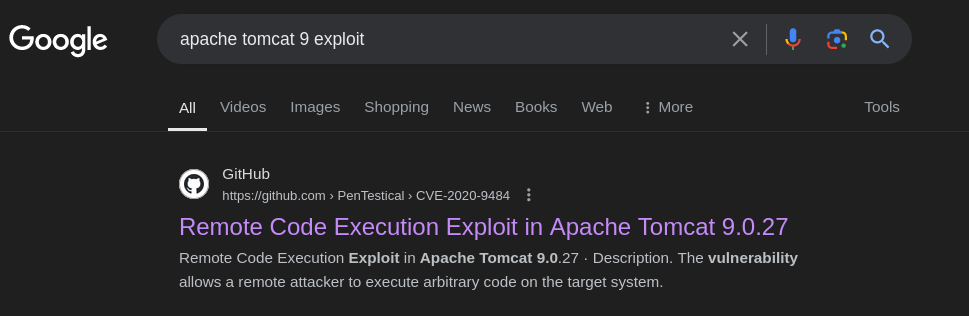 Google
apache tomcat 9 exploit
All Videos Images Shopping News Books Web More Tools
GitHub
https://github.com › PenTestical › CVE-2020-9484
Remote Code Execution Exploit in Apache Tomcat 9.0.27
Remote Code Execution Exploit in Apache Tomcat 9.0.27 · Description. The vulnerability
allows a remote attacker to execute arbitrary code on the target system.